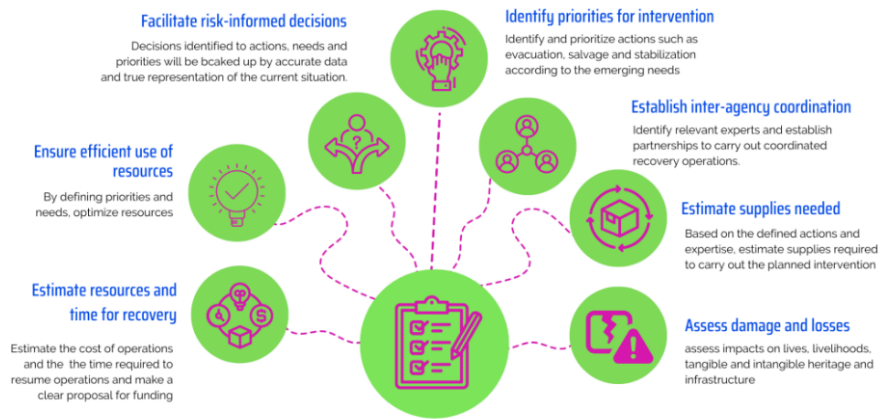 Facilitate risk-informed decisions
Decisions identified to actions, needs and
priorities will be bcaked up by accurate data
and true representation of the current situation.
Identify priorities for intervention
Identify and prioritize actions such as
evacuation, salvage and stabilization
according to the emerging needs
Establish inter-agency coordination
Identify relevant experts and establish
partnerships to carry out coordinated
recovery operations.
Ensure efficient use of
resources
By defining priorities and
needs, optimize resources
Estimate supplies needed
Based on the defined actions and
expertise, estimate supplies required
to carry out the planned intervention
Estimate resources and
time for recovery
Estimate the cost of operations
and the the time required to
resume operations and make a
clear proposal for funding
Assess damage and losses
assess impacts on lives, livelihoods,
tangible and intangible heritage and
infrastructure
?
$